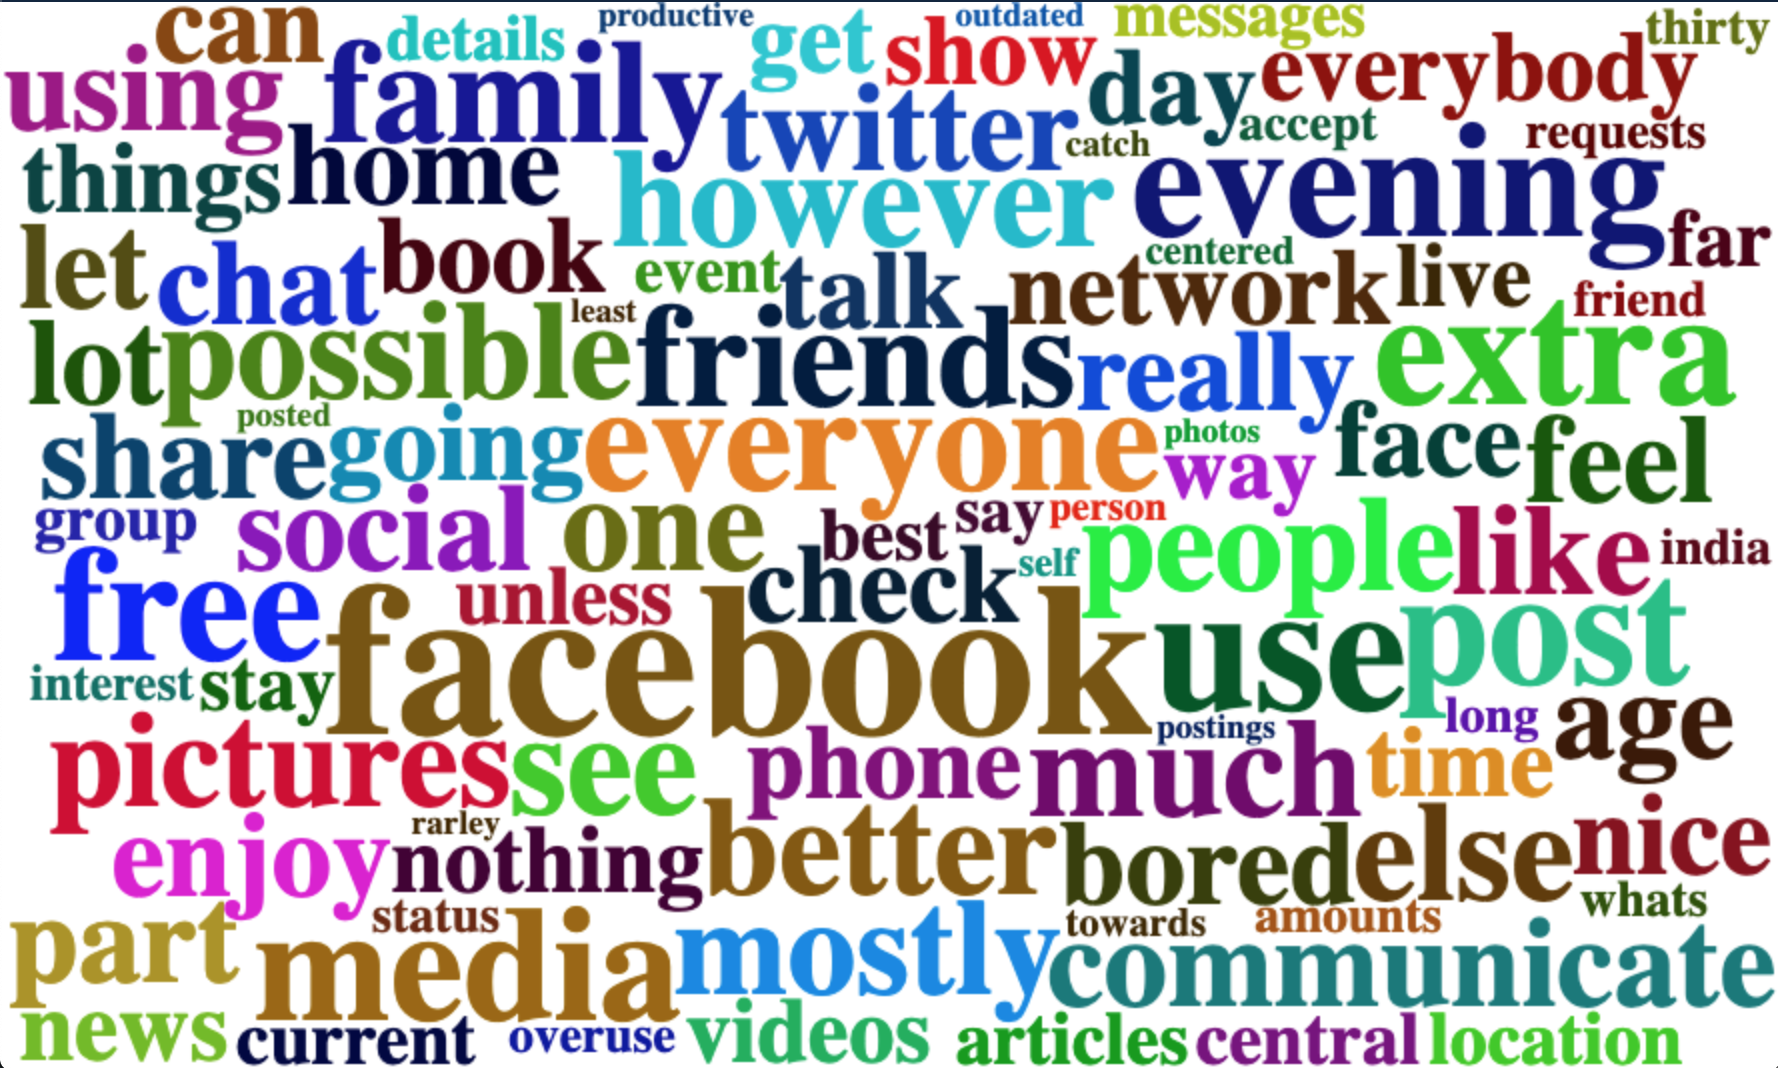 can details productive get show outdated messages thirty
using family twitter day everybody
catch accept requests
things home however evening far
let chat book event talk centered network live friend
lot possible least friends really extra
posted share going everyone photos way face feel
group social one best say person people like india
free unless check self
facebook use post
interest stay postings long age
pictures see phone much time
enjoy rarley nothing better bored else nice
whats
part status media mostly towards amounts communicate
news current overuse videos articles central location